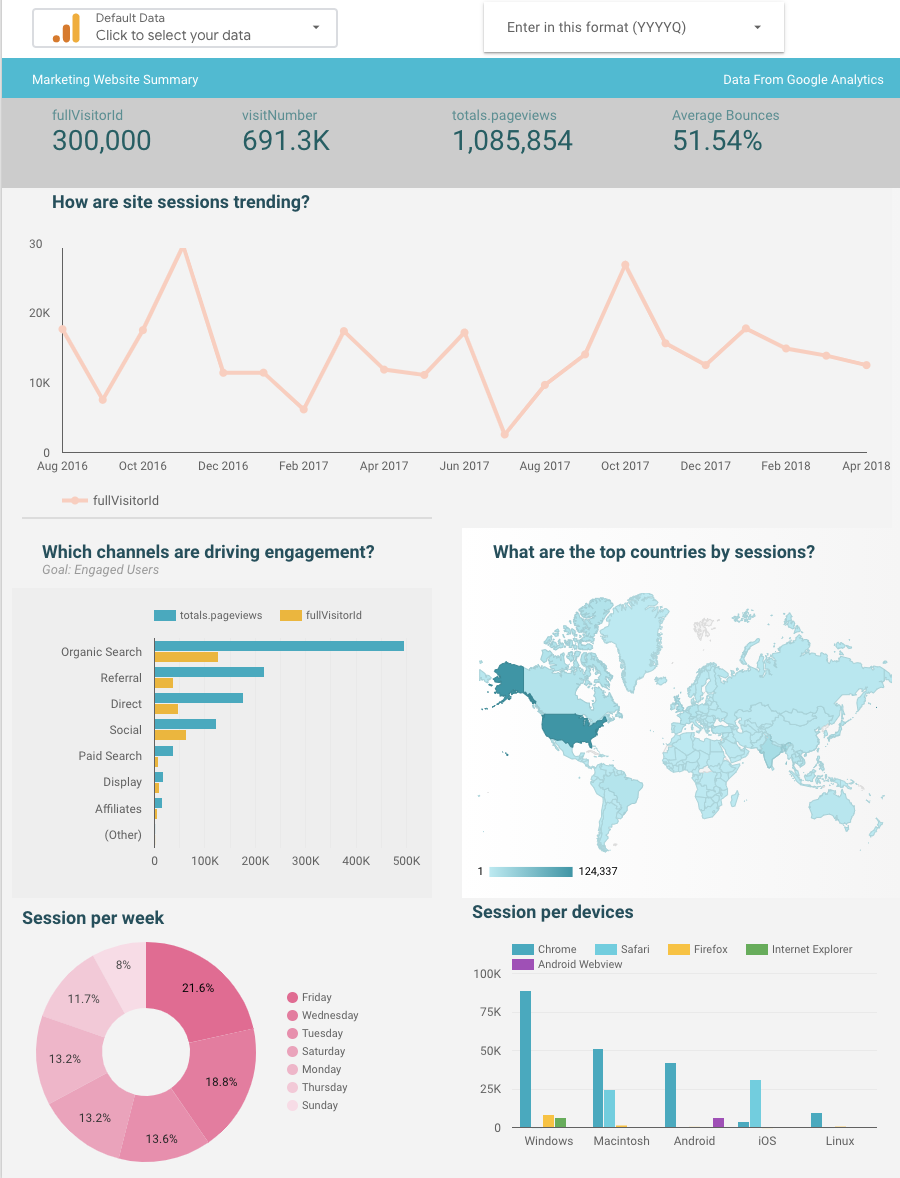 Default Data
Click to select your data
Enter in this format (YYYYQ)
Marketing Website Summary
Data From Google Analytics
fullVisitorId
300,000
visitNumber
691.3K
totals.pageviews
1,085,854
Average Bounces
51.54%
How are site sessions trending?
30
20K
10K
0
Aug 2016 Oct 2016 Dec 2016 Feb 2017 Apr 2017 Jun 2017 Aug 2017 Oct 2017 Dec 2017 Feb 2018 Apr 2018
fullVisitorId
Which channels are driving engagement?
Goal: Engaged Users
totals.pageviews fullVisitorId
Organic Search
Referral
Direct
Social
Paid Search
Display
Affiliates
(Other)
0 100K 200K 300K 400K 500K
What are the top countries by sessions?
1 124,337
Session per week
8%
21.6%
11.7%
13.2%
18.8%
13.2%
13.6%
Friday
Wednesday
Tuesday
Saturday
Monday
Thursday
Sunday
Session per devices
Chrome Safari Firefox Internet Explorer
Android Webview
100K
75K
50K
25K
0
Windows Macintosh Android iOS Linux